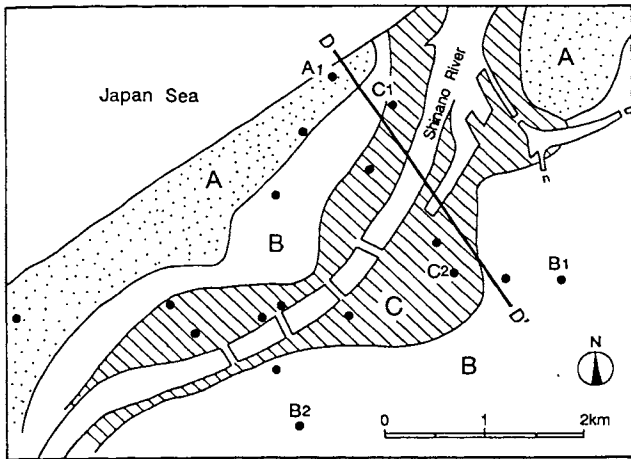 D
A1
C1
A
Japan Sea
Shinano River
A
B
C2
B1
C
D'
B
N
B2
0 1 2km